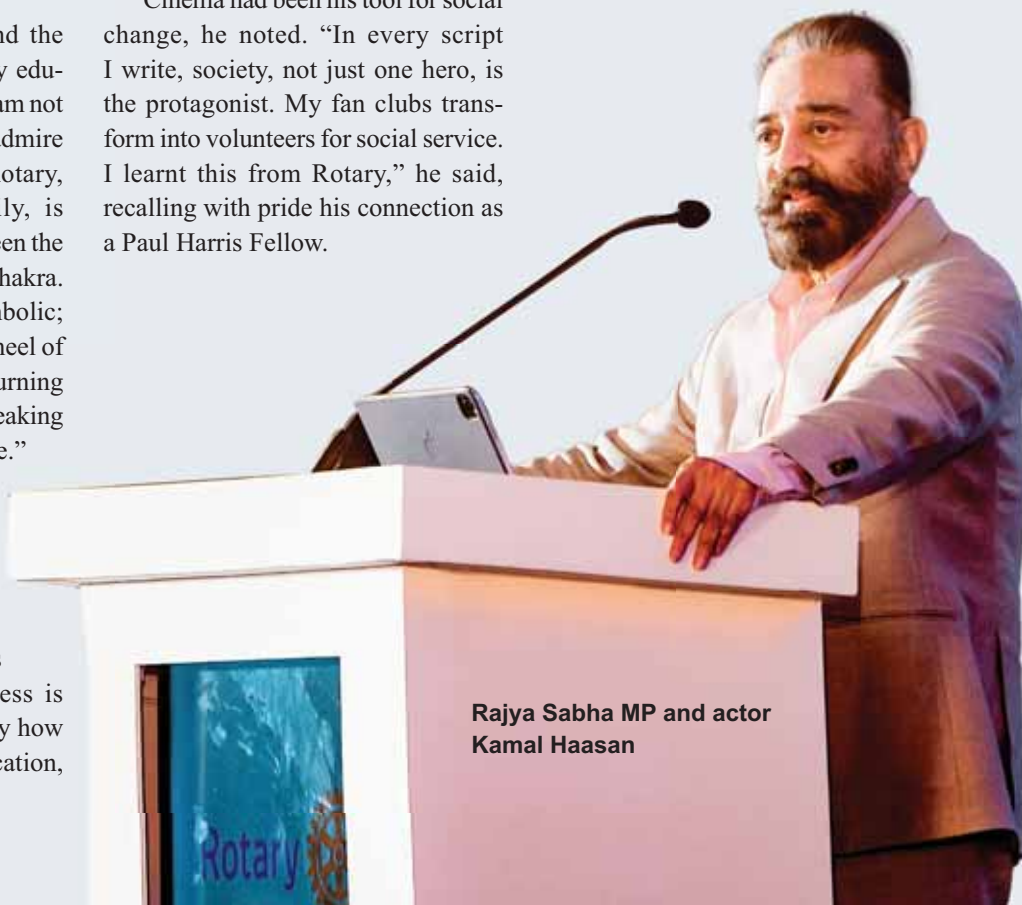 nd the
y edu-
am not
dmire
otary,
ly, is
een the
hakra.
bolic;
heel of
urning
eaking
e.”
ess is
y how
cation,
Cinema had been his tool for social
change, he noted. “In every script
I write, society, not just one hero, is
the protagonist. My fan clubs trans-
form into volunteers for social service.
I learnt this from Rotary,” he said,
recalling with pride his connection as
a Paul Harris Fellow.
Rajya Sabha MP and actor
Kamal Haasan
Rotary